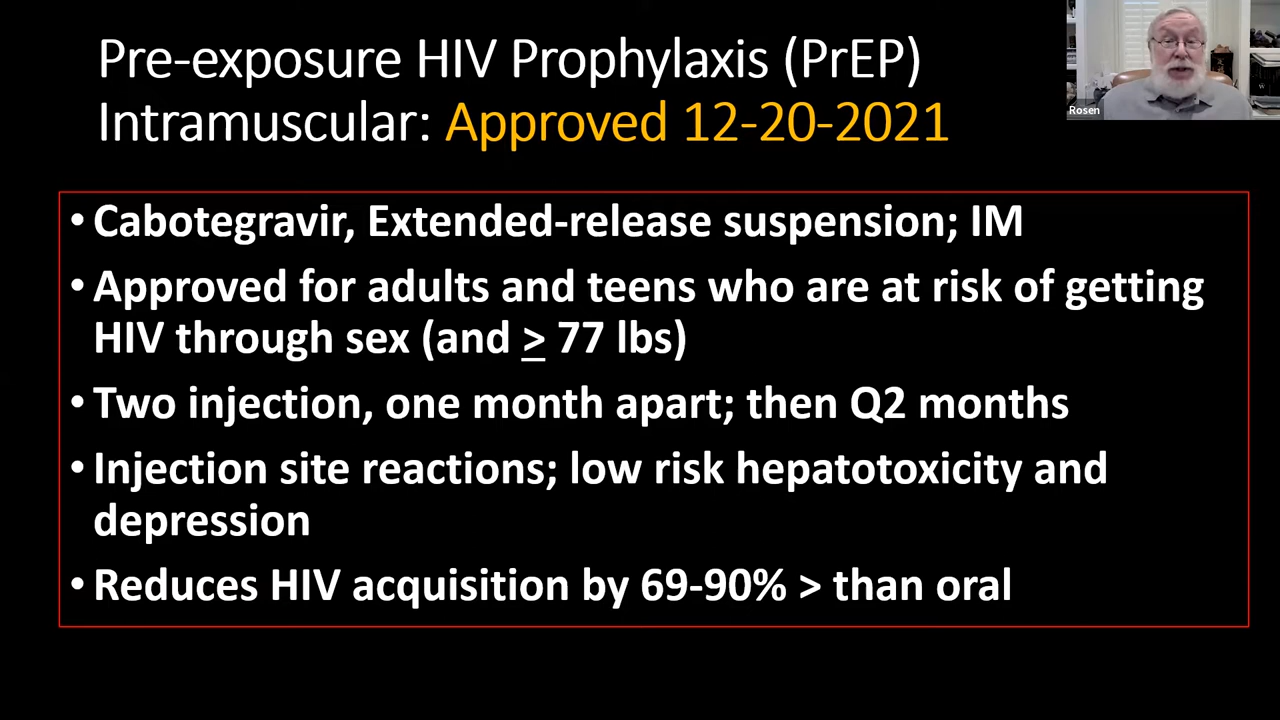 Pre-exposure HIV Prophylaxis (PrEP)
Intramuscular: Approved 12-20-2021
Rosen
• Cabotegravir, Extended-release suspension; IM
• Approved for adults and teens who are at risk of getting
HIV through sex (and > 77 lbs)
• Two injection, one month apart; then Q2 months
• Injection site reactions; low risk hepatotoxicity and
depression
• Reduces HIV acquisition by 69-90% > than oral